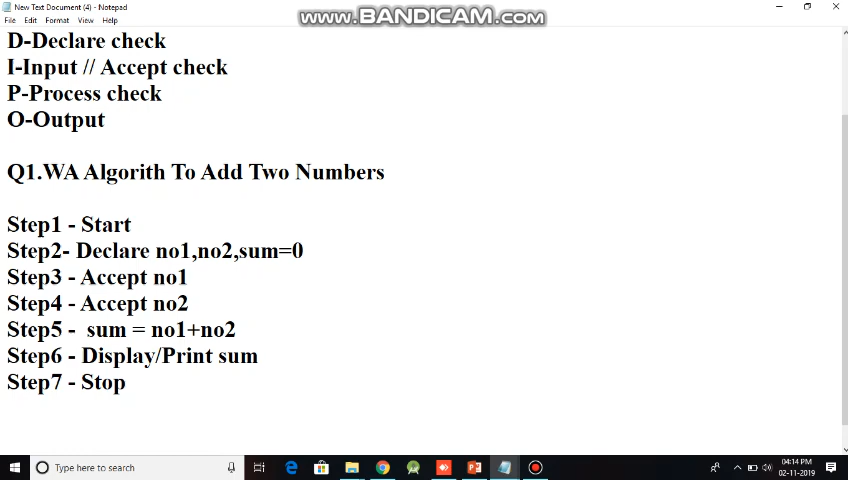 New Text Document (4) - Notepad
www.BANDICAM.com
File Edit Format View Help
D-Declare check
I-Input // Accept check
P-Process check
O-Output
Q1.WA Algorith To Add Two Numbers
Step1 - Start
Step2- Declare no1,no2,sum=0
Step3 - Accept no1
Step4 - Accept no2
Step5 -  sum = no1+no2
Step6 - Display/Print sum
Step7 - Stop
Type here to search
04:14 PM
02-11-2019